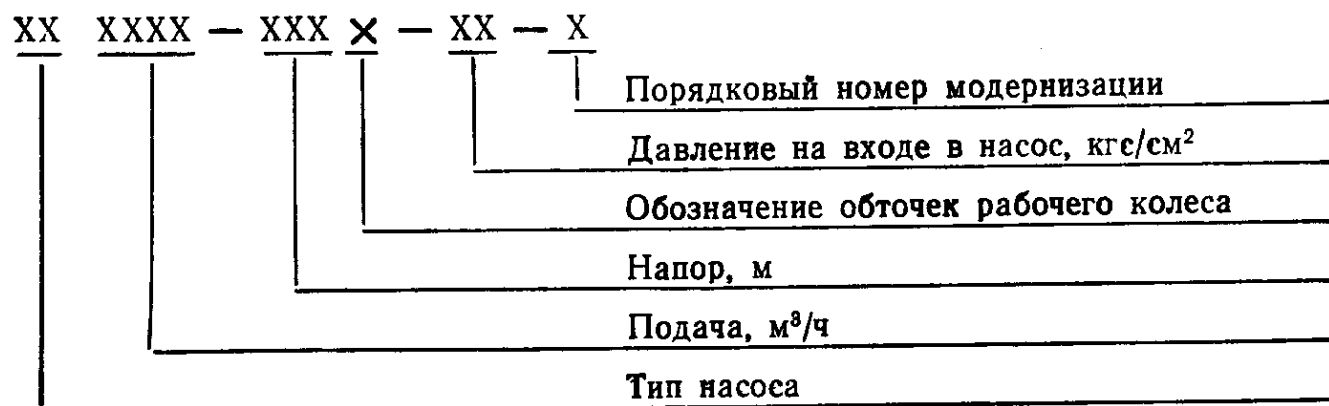 XX XXXX — XXX X — XX — X
Порядковый номер модернизации
Давление на входе в насос, кгс/см²
Обозначение обточек рабочего колеса
Напор, м
Подача, м³/ч
Тип насоса